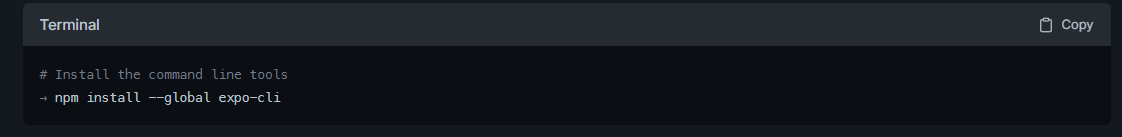 Terminal
Copy
# Install the command line tools
→ npm install --global expo-cli